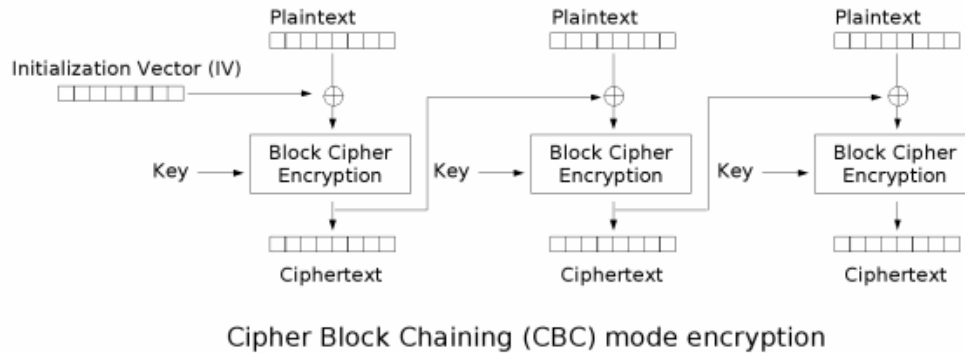 Plaintext Plaintext Plaintext
Initialization Vector (IV)
Key Block Cipher Key Block Cipher Key Block Cipher
Encryption Encryption Encryption
Ciphertext Ciphertext Ciphertext
Cipher Block Chaining (CBC) mode encryption